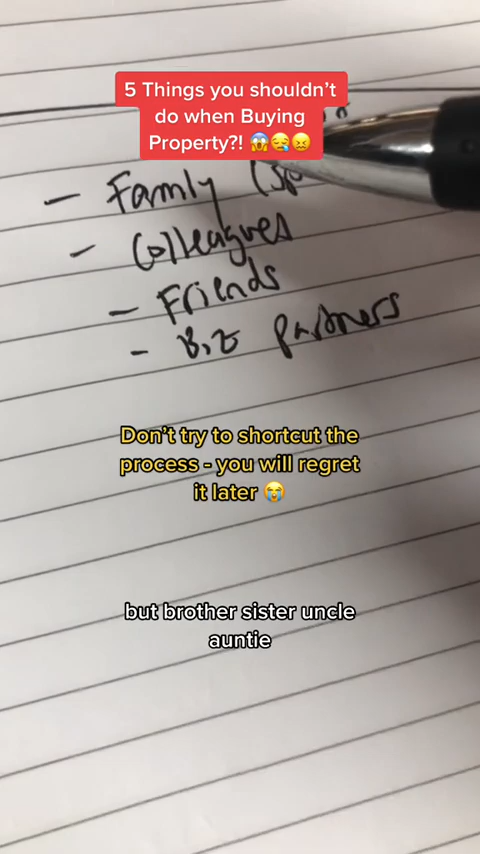 5 Things you shouldn't
do when Buying
Property?! 😱😪😖
- Family
- Colleagues
- Friends
- Biz partners
Don't try to shortcut the
process - you will regret
it later 😭
but brother sister uncle
auntie